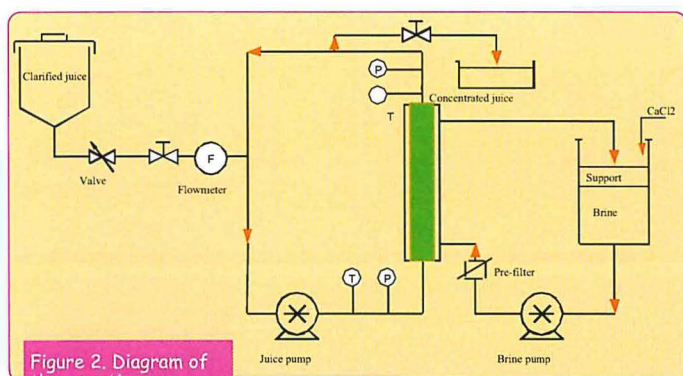 Clarified juice
P
Concentrated juice
T
CaCl2
F
Support
Valve
Flowmeter
Brine
T
P
Pre-filter
Juice pump
Brine pump
Figure 2. Diagram of